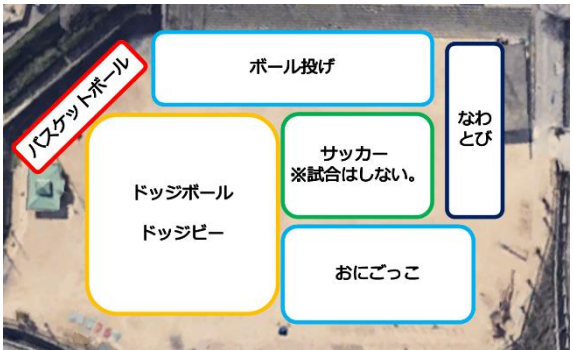 バスケットボール
ボール投げ
なわ
とび
サッカー
※試合はしない。
ドッジボール
ドッジビー
おにごっこ